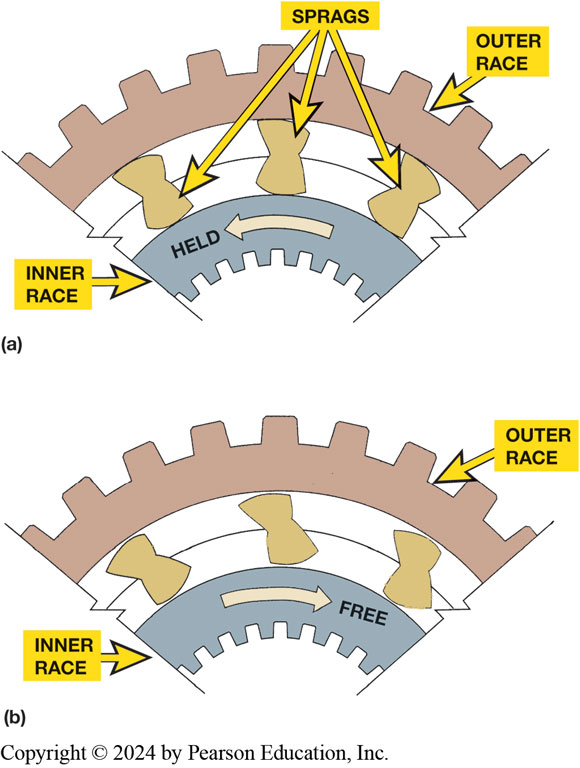 SPRAGS
OUTER
RACE
HELD
INNER
RACE
(a)
OUTER
RACE
FREE
INNER
RACE
(b)
Copyright © 2024 by Pearson Education, Inc.